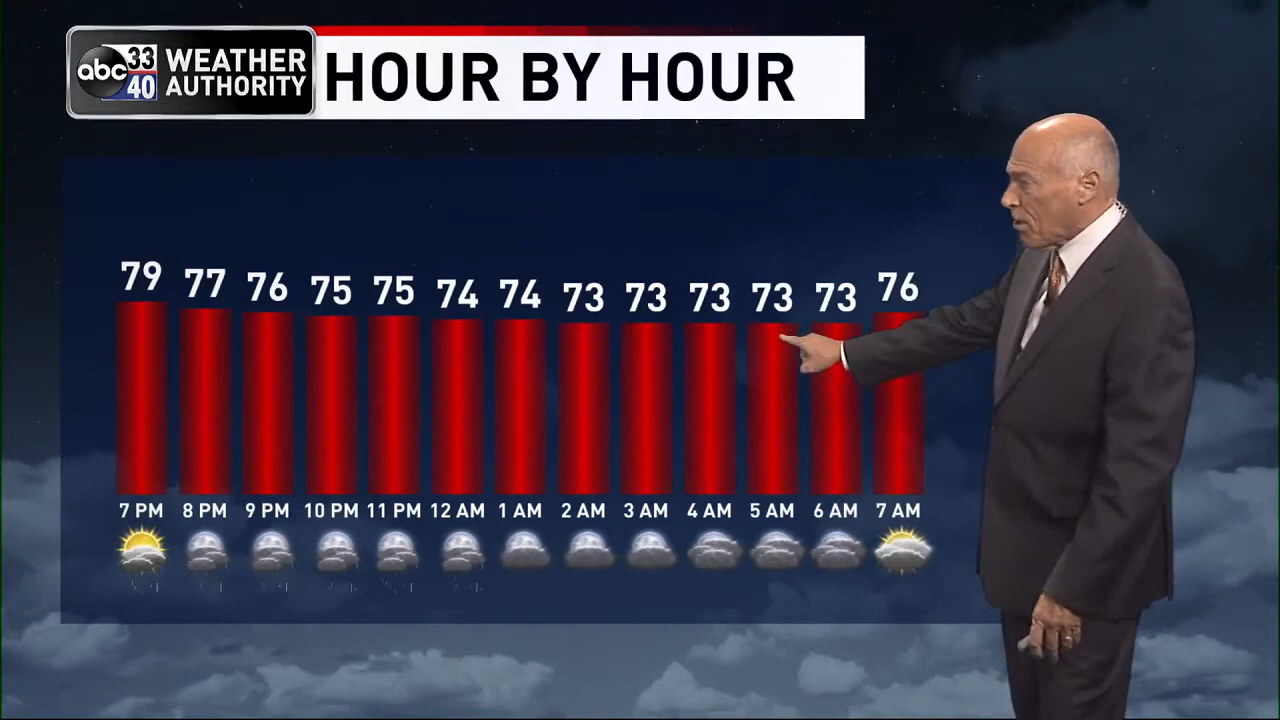 abc 33 40 WEATHER AUTHORITY
HOUR BY HOUR
79 77 76 75 75 74 74 73 73 73 73 73 76
7 PM 8 PM 9 PM 10 PM 11 PM 12 AM 1 AM 2 AM 3 AM 4 AM 5 AM 6 AM 7 AM